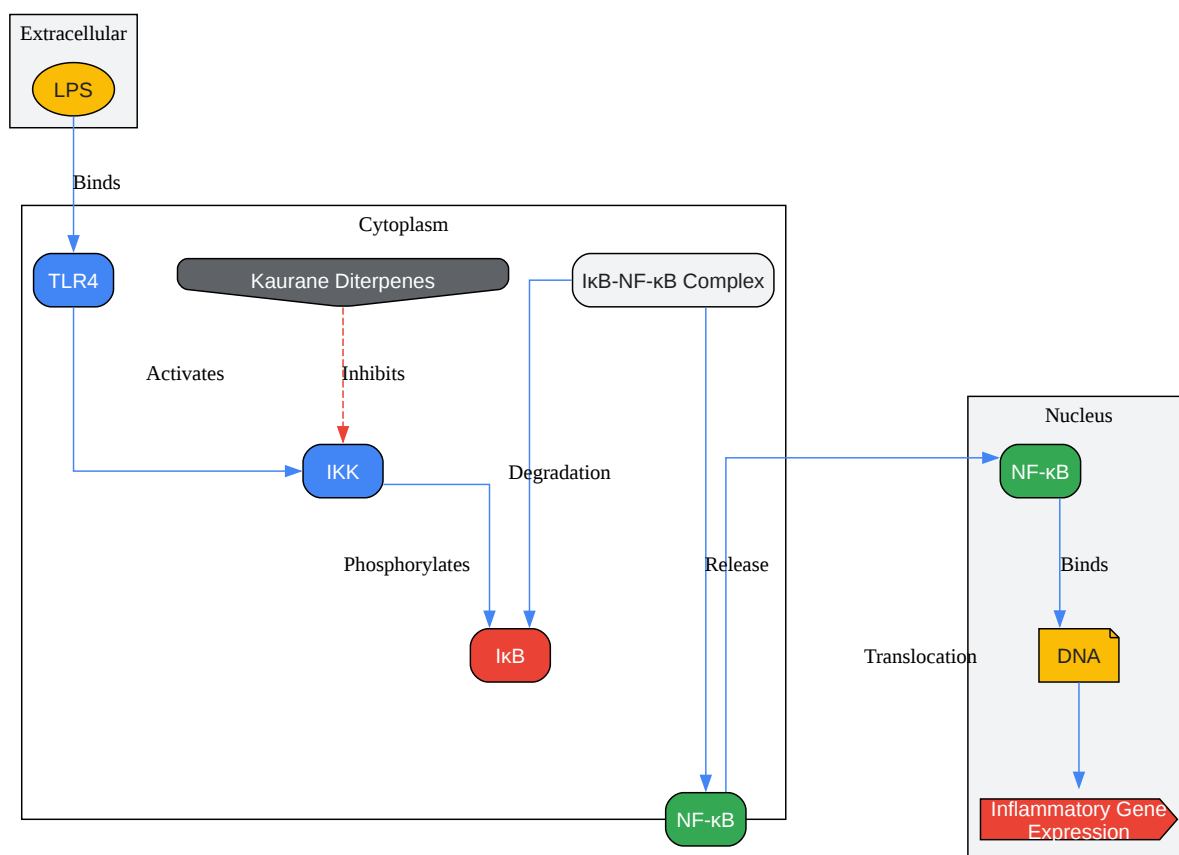 Extracellular
LPS
Binds
Cytoplasm
TLR4
Kaurane Diterpenes
IκB-NF-κB Complex
Activates
Inhibits
Nucleus
IKK
Degradation
NF-κB
Phosphorylates
Release
Binds
IκB
Translocation
DNA
NF-κB
Inflammatory Gene
Expression